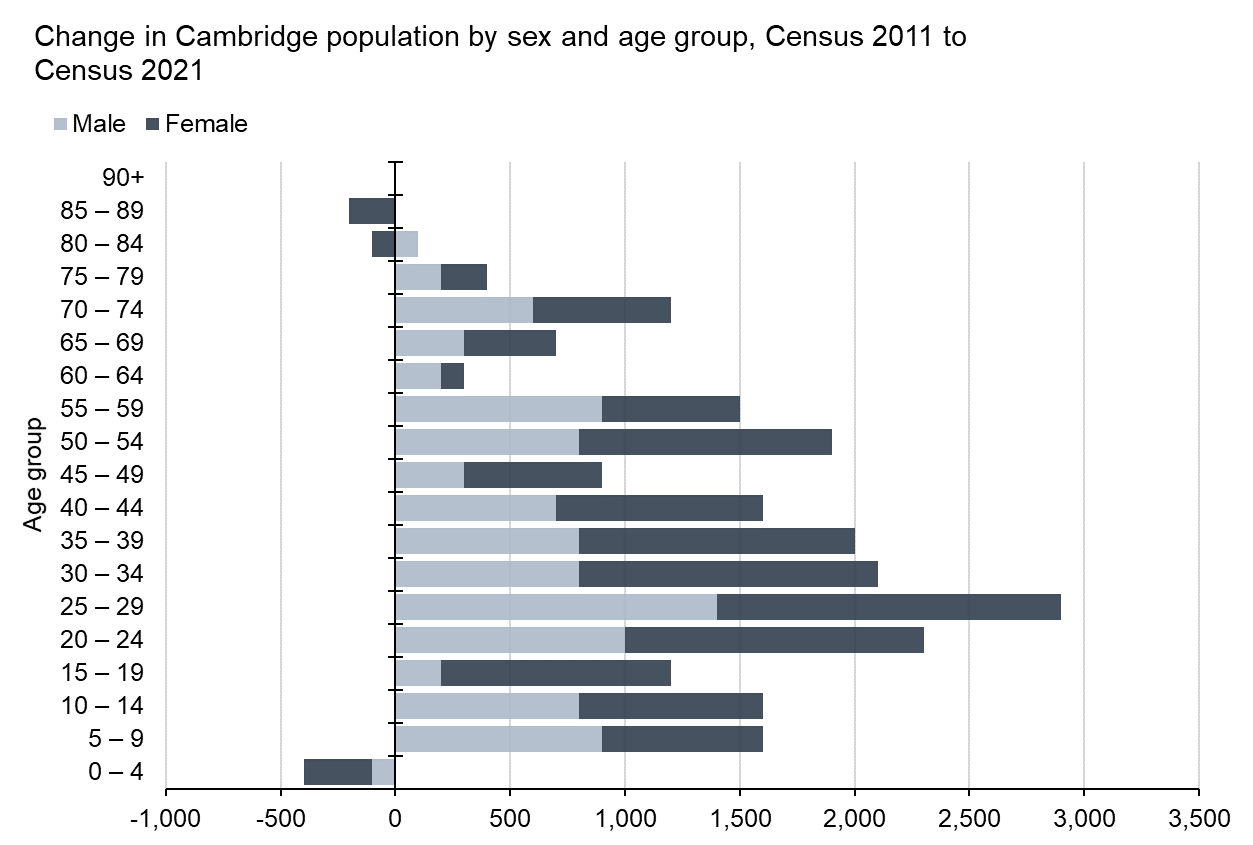 Change in Cambridge population by sex and age group, Census 2011 to
Census 2021
Male Female
90+
85 – 89
80 – 84
75 – 79
70 – 74
65 – 69
60 – 64
55 – 59
50 – 54
45 – 49
40 – 44
35 – 39
30 – 34
25 – 29
20 – 24
15 – 19
10 – 14
5 – 9
0 – 4
Age group
-1,000 -500 0 500 1,000 1,500 2,000 2,500 3,000 3,500